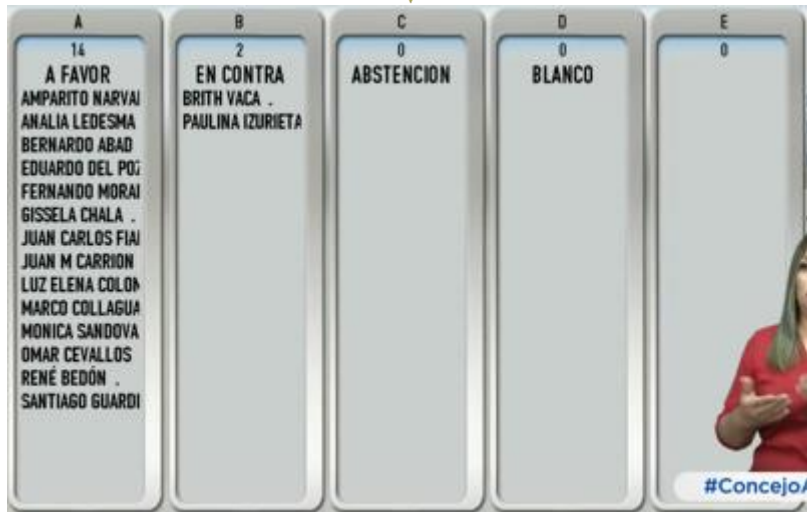 A
14
A FAVOR
AMPARITO NARVAI
ANALIA LEDESMA
BERNARDO ABAD
EDUARDO DEL POZ
FERNANDO MORAI
GISSELA CHALA .
JUAN CARLOS FIAI
JUAN M CARRION
LUZ ELENA COLON
MARCO COLLAGUA
MONICA SANDOVA
OMAR CEVALLOS
RENÉ BEDÓN .
SANTIAGO GUARDI
B
2
EN CONTRA
BRITH VACA .
PAULINA IZURIETA
C
0
ABSTENCION
D
0
BLANCO
E
0
#ConcejoA